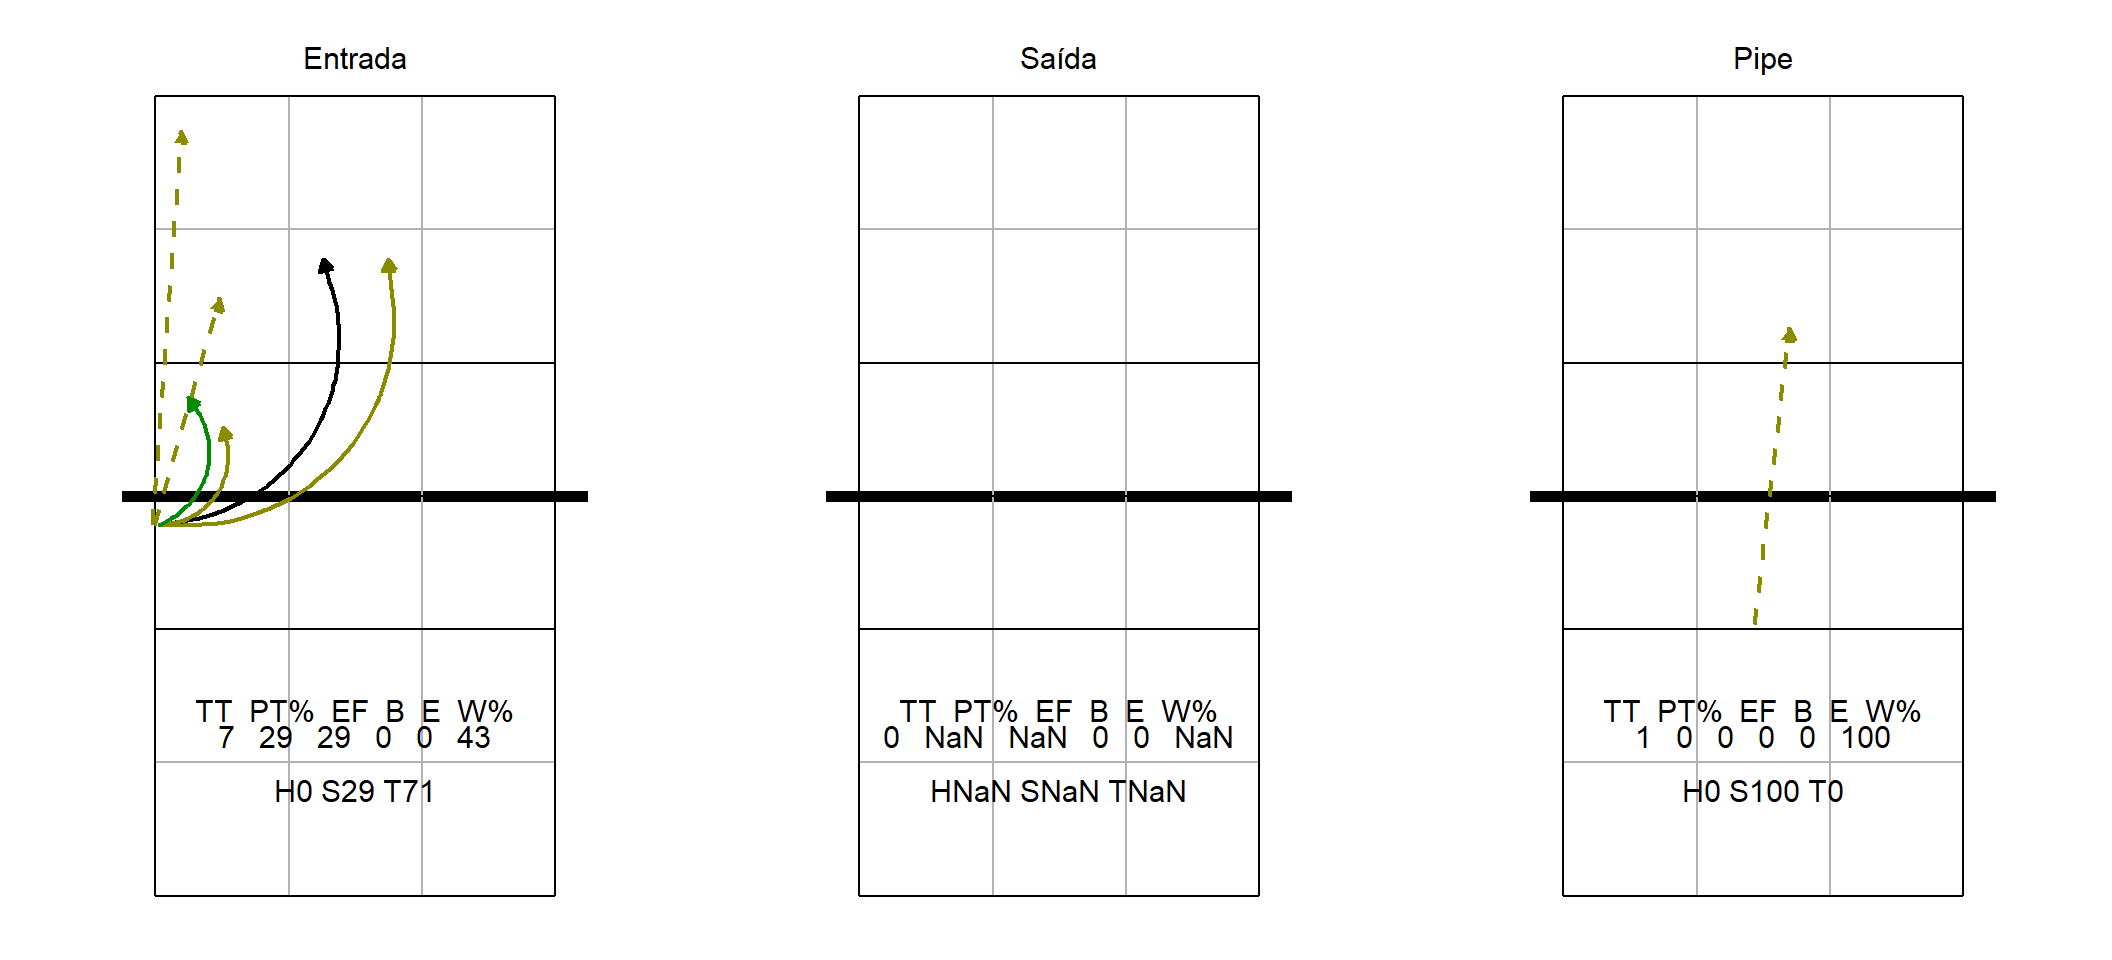 Entrada
TT PT% EF B E W%
7 29 29 0 0 43
H0 S29 T71
Saída
TT PT% EF B E W%
0 NaN NaN 0 0 NaN
HNaN SNaN TNaN
Pipe
TT PT% EF B E W%
1 0 0 0 0 100
H0 S100 T0